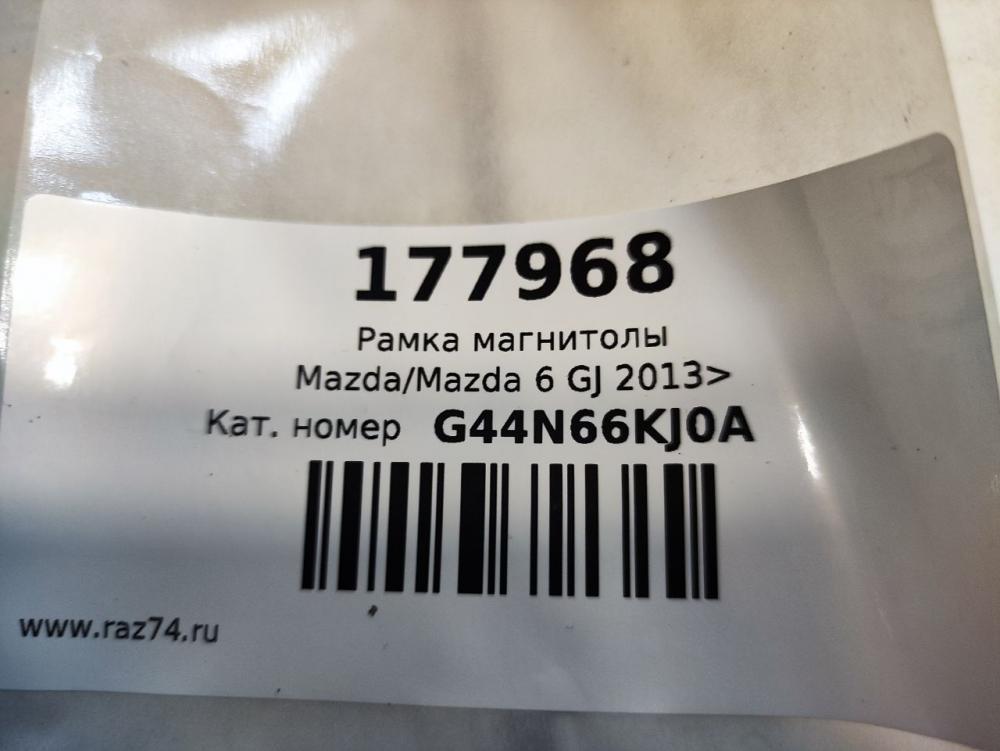 177968
Рамка магнитолы
Mazda/Mazda 6 GJ 2013>
Кат. номер G44N66KJ0A
www.raz74.ru